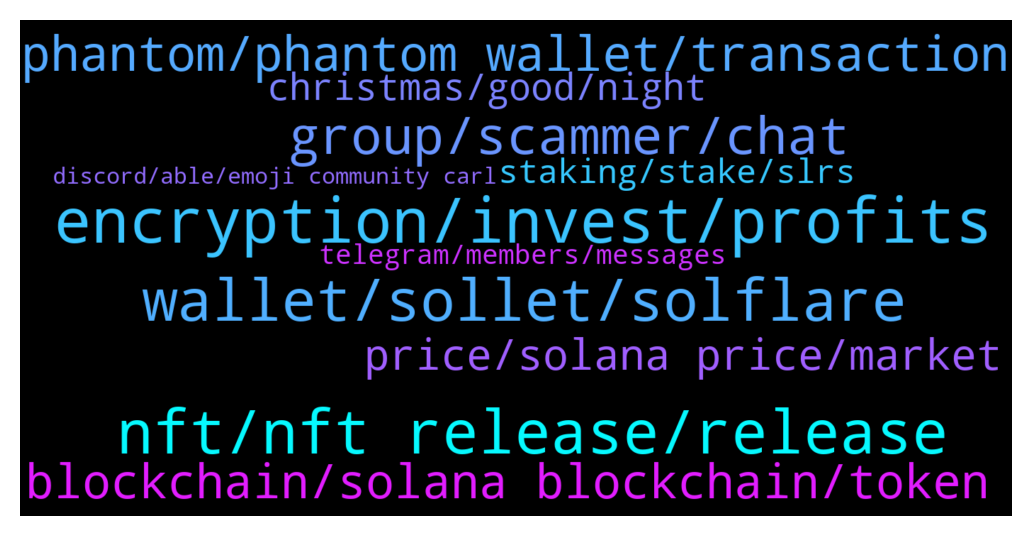 phantom/phantom wallet/transaction
christmas/good/night
group/scammer/chat
discord/able/emoji community carl
staking/stake/slrs
encryption/invest/profits
telegram/members/messages
wallet/sollet/solflare
price/solana price/market
nft/nft release/release
blockchain/solana blockchain/token